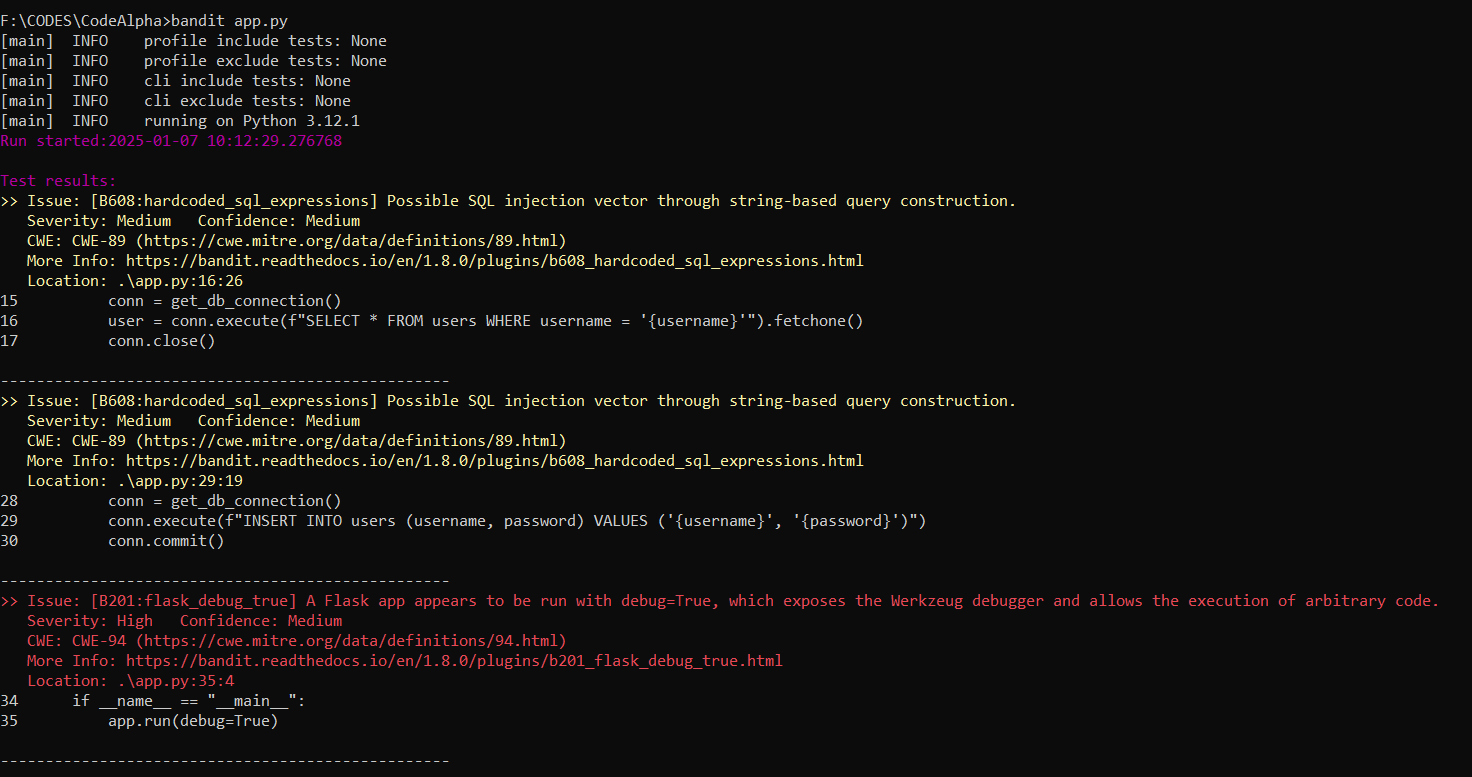 F:\CODES\CodeAlpha>bandit app.py
[main]  INFO    profile include tests: None
[main]  INFO    profile exclude tests: None
[main]  INFO    cli include tests: None
[main]  INFO    cli exclude tests: None
[main]  INFO    running on Python 3.12.1
Run started:2025-01-07 10:12:29.276768

Test results:
>> Issue: [B608:hardcoded_sql_expressions] Possible SQL injection vector through string-based query construction.
   Severity: Medium   Confidence: Medium
   CWE: CWE-89 (https://cwe.mitre.org/data/definitions/89.html)
   More Info: https://bandit.readthedocs.io/en/1.8.0/plugins/b608_hardcoded_sql_expressions.html
   Location: .\app.py:16:26
15          conn = get_db_connection()
16          user = conn.execute(f"SELECT * FROM users WHERE username = '{username}'").fetchone()
17          conn.close()

--------------------------------------------------
>> Issue: [B608:hardcoded_sql_expressions] Possible SQL injection vector through string-based query construction.
   Severity: Medium   Confidence: Medium
   CWE: CWE-89 (https://cwe.mitre.org/data/definitions/89.html)
   More Info: https://bandit.readthedocs.io/en/1.8.0/plugins/b608_hardcoded_sql_expressions.html
   Location: .\app.py:29:19
28          conn = get_db_connection()
29          conn.execute(f"INSERT INTO users (username, password) VALUES ('{username}', '{password}')")
30          conn.commit()

--------------------------------------------------
>> Issue: [B201:flask_debug_true] A Flask app appears to be run with debug=True, which exposes the Werkzeug debugger and allows the execution of arbitrary code.
   Severity: High   Confidence: Medium
   CWE: CWE-94 (https://cwe.mitre.org/data/definitions/94.html)
   More Info: https://bandit.readthedocs.io/en/1.8.0/plugins/b201_flask_debug_true.html
   Location: .\app.py:35:4
34      if __name__ == "__main__":
35          app.run(debug=True)

--------------------------------------------------